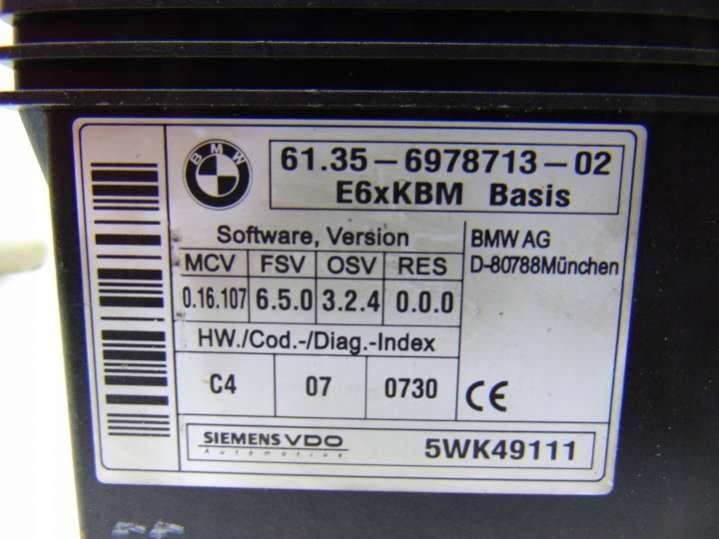 BMW
61.35-6978713-02
E6xKBM Basis
Software, Version
MCV FSV OSV RES
0.16.107 6.5.0 3.2.4 0.0.0
BMW AG
D-80788München
HW./Cod.-/Diag.-Index
C4 07 0730
CE
SIEMENS VDO
Automotive
5WK49111